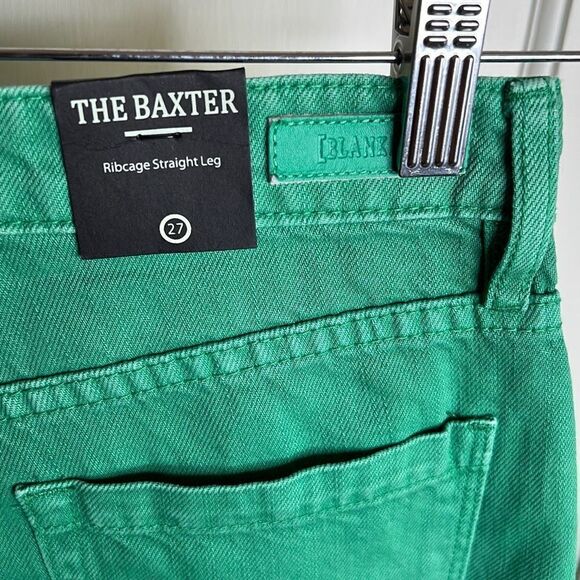 THE BAXTER
Ribcage Straight Leg
27
[BLANK